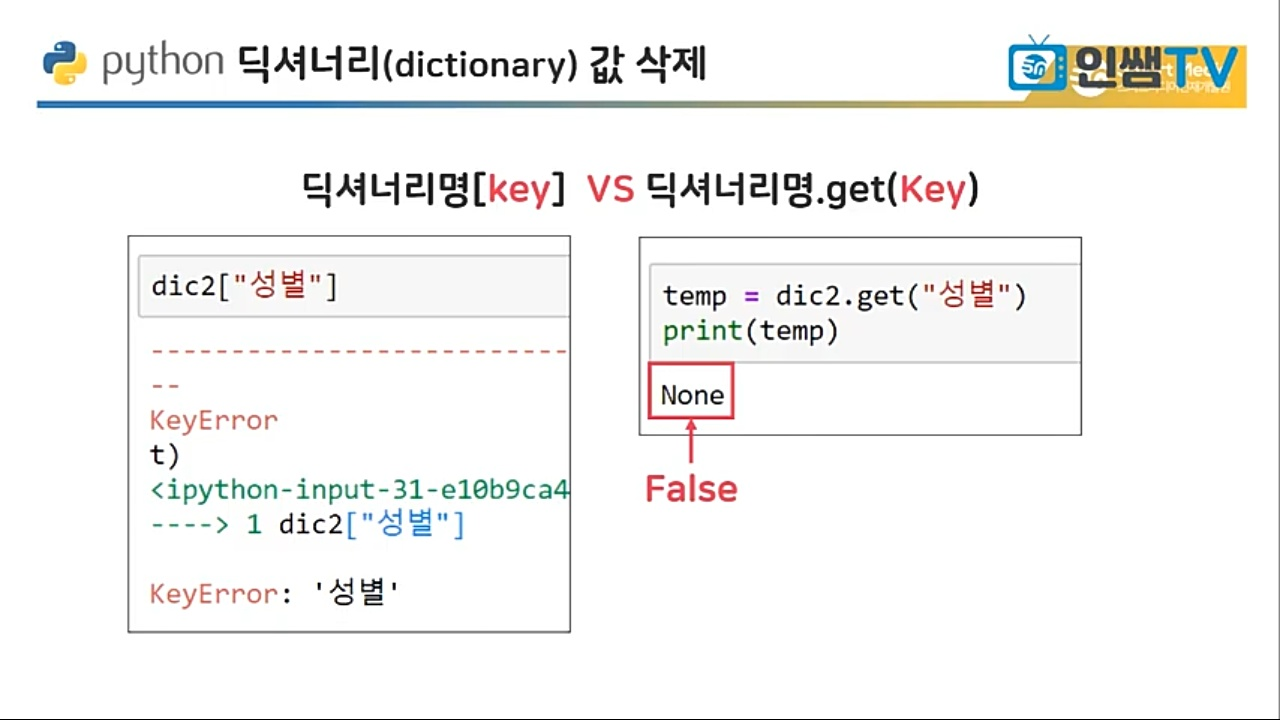 python 딕셔너리(dictionary) 값 삭제
인쌤TV
딕셔너리명[key] VS 딕셔너리명.get(Key)
dic2["성별"]
--------------------------
--
KeyError
t)
<ipython-input-31-e10b9ca4
----> 1 dic2["성별"]
KeyError: '성별'
temp = dic2.get("성별")
print(temp)
None
False